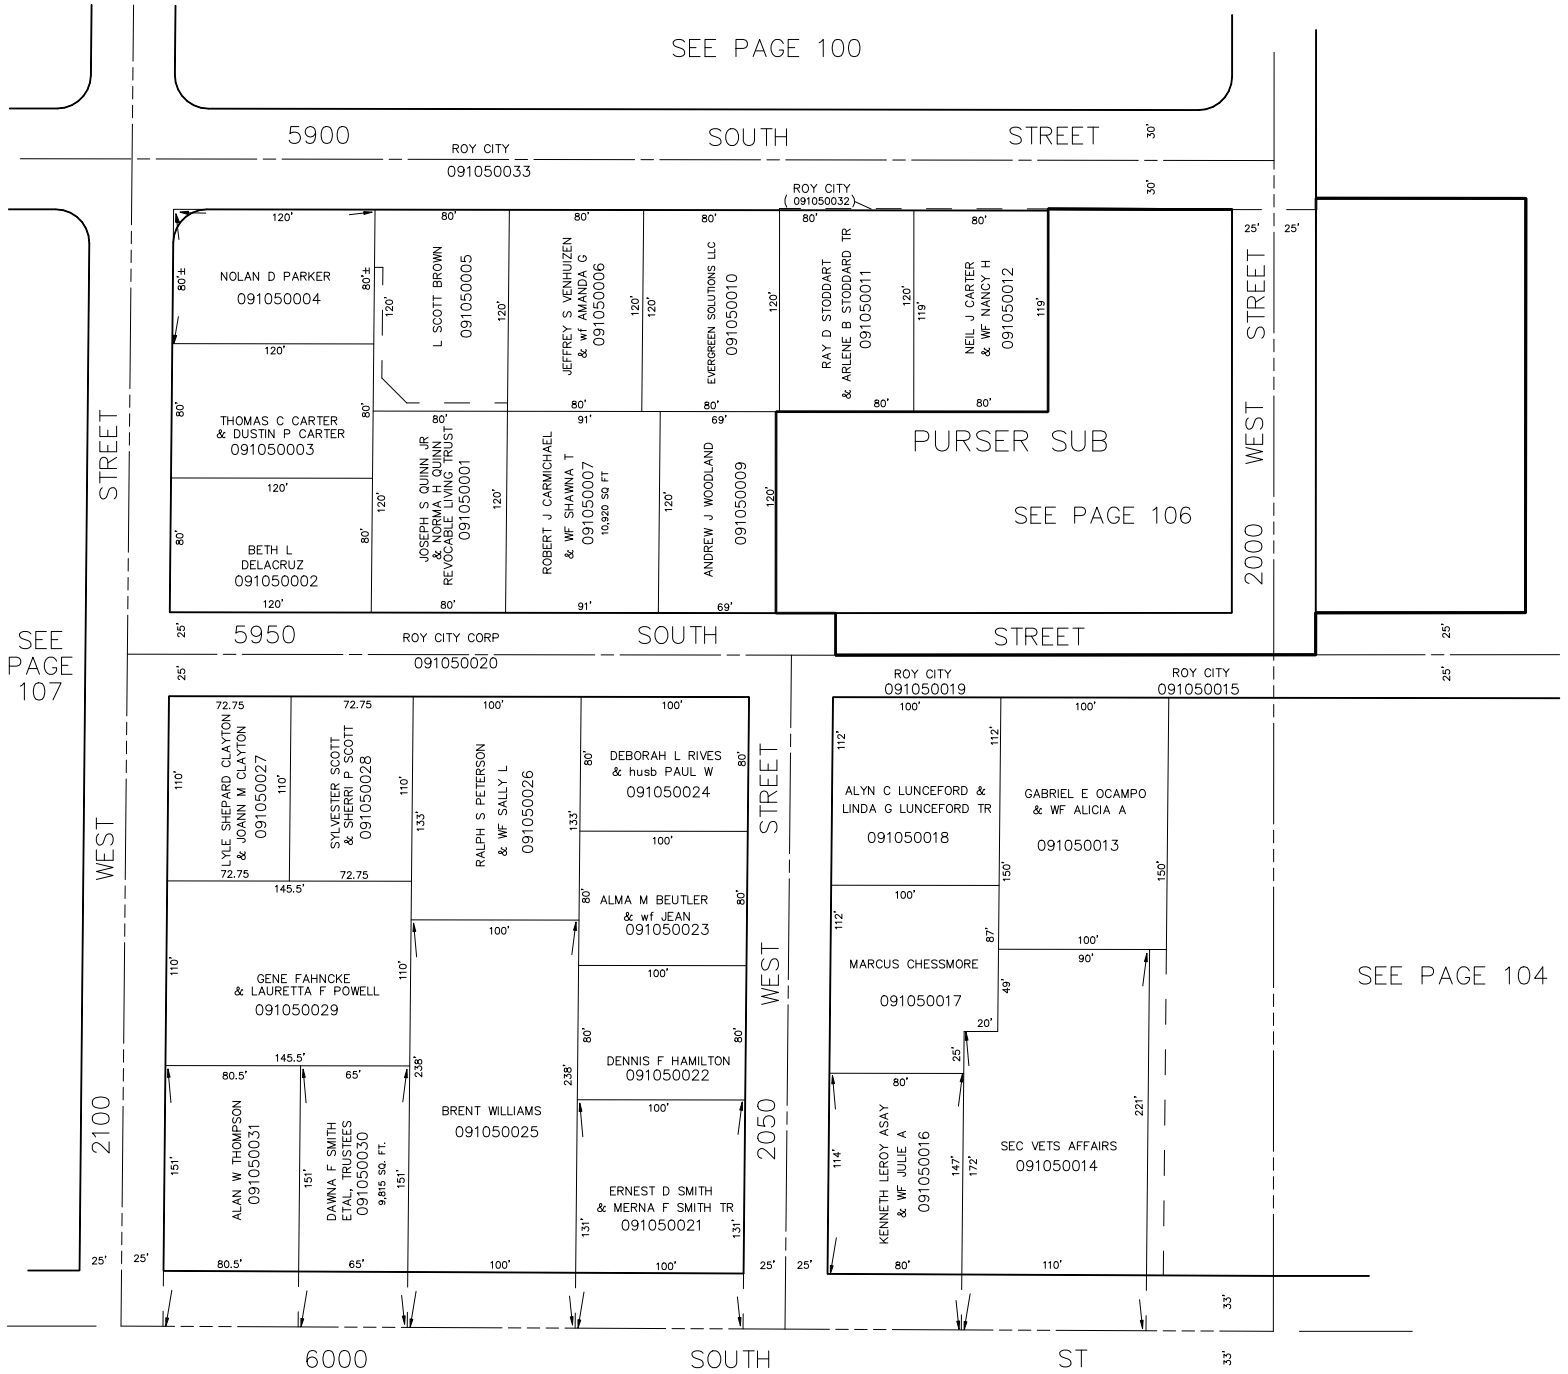 SEE PAGE 100
5900 SOUTH STREET
30'
ROY CITY
091050033
30'
ROY CITY
( 091050032)
120'
80'
80'
80'
80'
80'
25'
25'
80'±
NOLAN D PARKER
091050004
80'±
120'
120'
L SCOTT BROWN
091050005
120'
JEFFREY S VENHUIZEN
& wf AMANDA G
091050006
120'
80'
120'
EVERGREEN SOLUTIONS LLC
091050010
120'
80'
RAY D STODDART
& ARLENE B STODDARD TR
091050011
120'
80'
119'
NEIL J CARTER
& WF NANCY H
091050012
119'
80'
80'
THOMAS C CARTER
& DUSTIN P CARTER
091050003
80'
120'
80'
BETH L
DELACRUZ
091050002
80'
120'
80'
120'
JOSEPH S QUINN JR
& NORMA H QUINN
REVOCABLE LIVING TRUST
091050001
120'
80'
91'
ROBERT J CARMICHAEL
& WF SHAWNA T
091050007
10,920 SQ FT
91'
69'
120'
ANDREW J WOODLAND
091050009
120'
69'
PURSER SUB
SEE PAGE 106
2000 WEST STREET
2100 WEST STREET
SEE
PAGE
107
25'
5950 SOUTH STREET
ROY CITY CORP
091050020
25'
25'
25'
ROY CITY
091050019
ROY CITY
091050015
72.75
110'
LYLE SHEPARD CLAYTON
& JOANN M CLAYTON
091050027
110'
72.75
72.75
SYLVESTER SCOTT
& SHERRI P SCOTT
091050028
110'
72.75
100'
133'
RALPH S PETERSON
& WF SALLY L
091050026
133'
100'
100'
80'
DEBORAH L RIVES
& husb PAUL W
091050024
80'
100'
80'
ALMA M BEUTLER
& wf JEAN
091050023
80'
100'
80'
DENNIS F HAMILTON
091050022
80'
100'
131'
ERNEST D SMITH
& MERNA F SMITH TR
091050021
131'
100'
145.5'
110'
GENE FAHNCKE
& LAURETTA F POWELL
091050029
110'
145.5'
80.5'
151'
ALAN W THOMPSON
091050031
80.5'
65'
151'
DAWNA F SMITH
ETAL, TRUSTEES
091050030
9,815 SQ. FT.
151'
65'
238'
BRENT WILLIAMS
091050025
238'
100'
2050 WEST STREET
100'
112'
ALYN C LUNCEFORD &
LINDA G LUNCEFORD TR
091050018
112'
100'
100'
GABRIEL E OCAMPO
& WF ALICIA A
091050013
150'
150'
100'
112'
MARCUS CHESSMORE
091050017
87'
49'
20'
25'
80'
114'
KENNETH LEROY ASAY
& WF JULIE A
091050016
147'
80'
90'
172'
SEC VETS AFFAIRS
091050014
221'
110'
SEE PAGE 104
25'
25'
25'
25'
33'
6000 SOUTH ST
33'